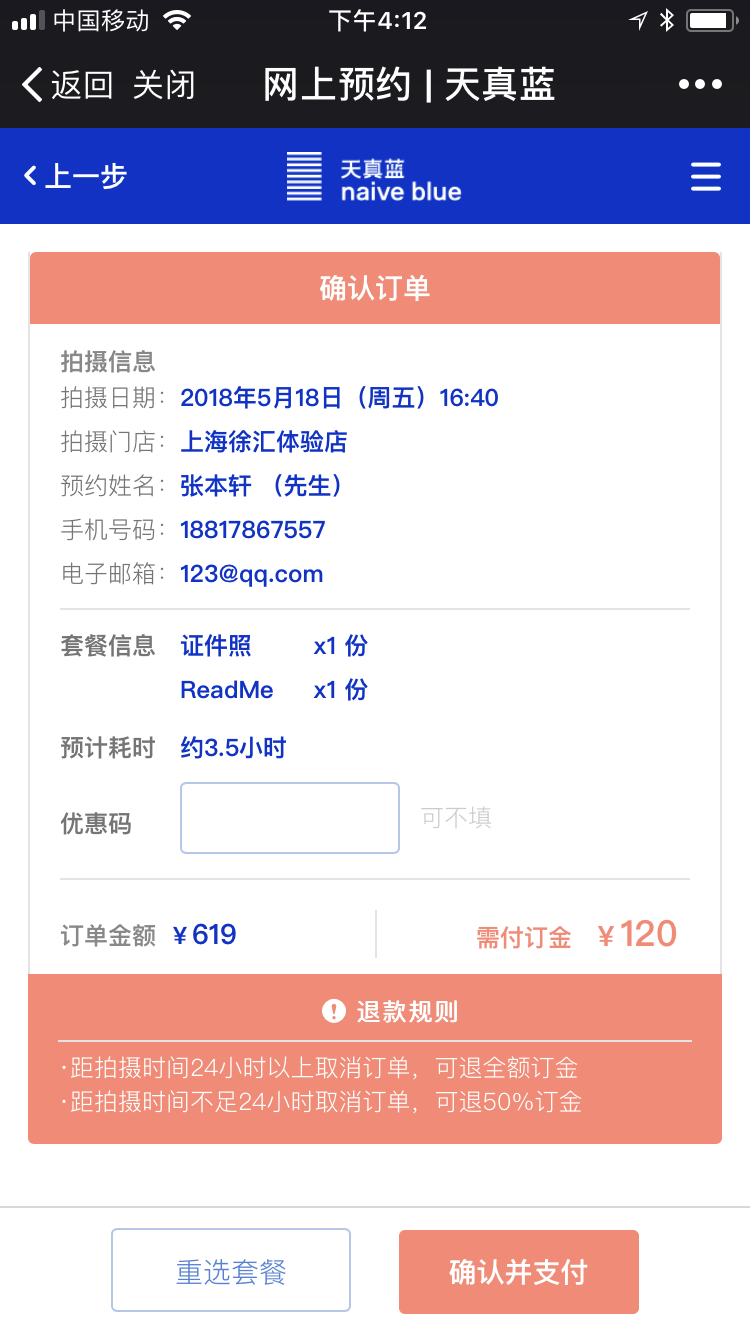 中国移动 下午4:12
返回 关闭 网上预约 | 天真蓝
上一步
天真蓝
naive blue
确认订单
拍摄信息
拍摄日期： 2018年5月18日（周五）16:40
拍摄门店： 上海徐汇体验店
预约姓名： 张本轩 （先生）
手机号码： 18817867557
电子邮箱： 123@qq.com
套餐信息 证件照 x1 份
ReadMe x1 份
预计耗时 约3.5小时
优惠码 可不填
订单金额 ¥ 619 需付订金 ¥ 120
退款规则
·距拍摄时间24小时以上取消订单，可退全额订金
·距拍摄时间不足24小时取消订单，可退50%订金
重选套餐 确认并支付